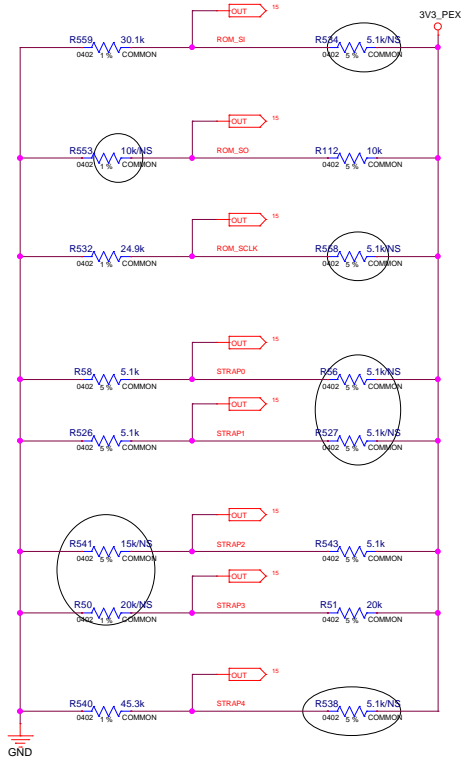 OUT 15
3V3_PEX
R559 30.1k ROM_SI R534 5.1k/NS
0402 1 % COMMON 0402 5 % COMMON
OUT 15
R553 10k/NS ROM_SO R112 10k
0402 1 % COMMON 0402 5 % COMMON
OUT 15
R532 24.9k ROM_SCLK R558 5.1k/NS
0402 1 % COMMON 0402 5 % COMMON
OUT 15
R58 5.1k STRAP0 R56 5.1k/NS
0402 5 % COMMON 0402 5 % COMMON
OUT 15
R526 5.1k STRAP1 R527 5.1k/NS
0402 5 % COMMON 0402 5 % COMMON
OUT 15
R541 15k/NS STRAP2 R543 5.1k
0402 5 % COMMON 0402 5 % COMMON
OUT 15
R50 20k/NS STRAP3 R51 20k
0402 5 % COMMON 0402 5 % COMMON
OUT 15
R540 45.3k STRAP4 R538 5.1k/NS
0402 1 % COMMON 0402 5 % COMMON
GND